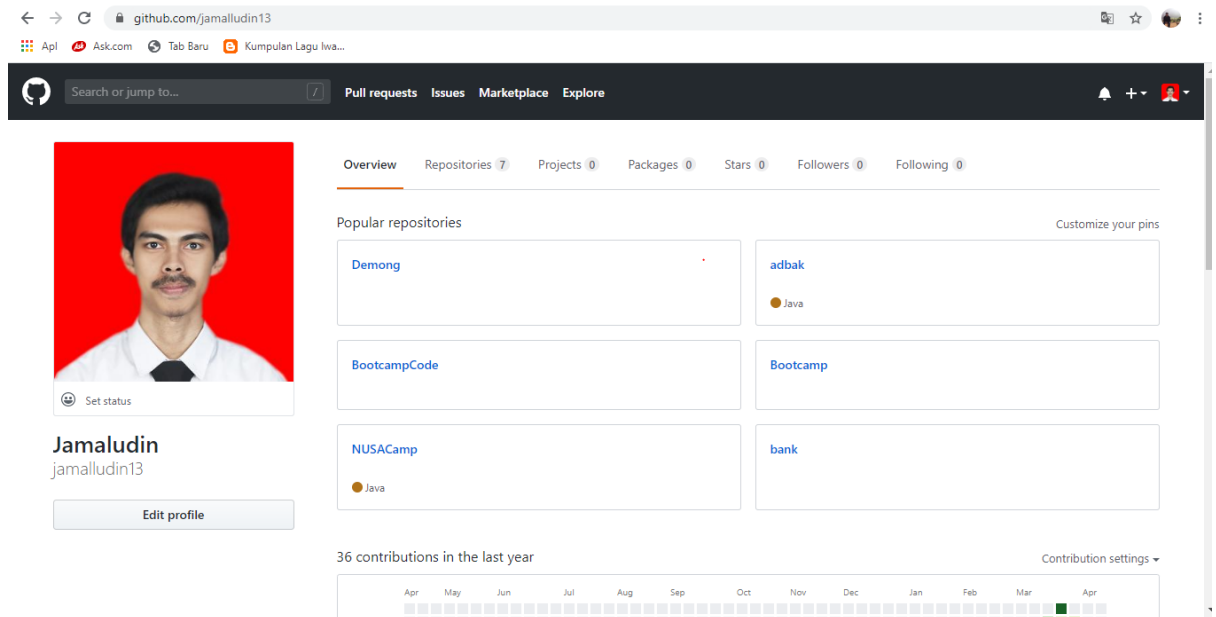 github.com/jamalludin13
Apl Ask.com Tab Baru Kumpulan Lagu Iwa...
Search or jump to... / Pull requests Issues Marketplace Explore
Overview Repositories 7 Projects 0 Packages 0 Stars 0 Followers 0 Following 0
Popular repositories Customize your pins
Demong adbak
Java
BootcampCode Bootcamp
Set status
Jamaludin
jamalludin13
Edit profile
NUSACamp bank
Java
36 contributions in the last year Contribution settings
Apr May Jun Jul Aug Sep Oct Nov Dec Jan Feb Mar Apr